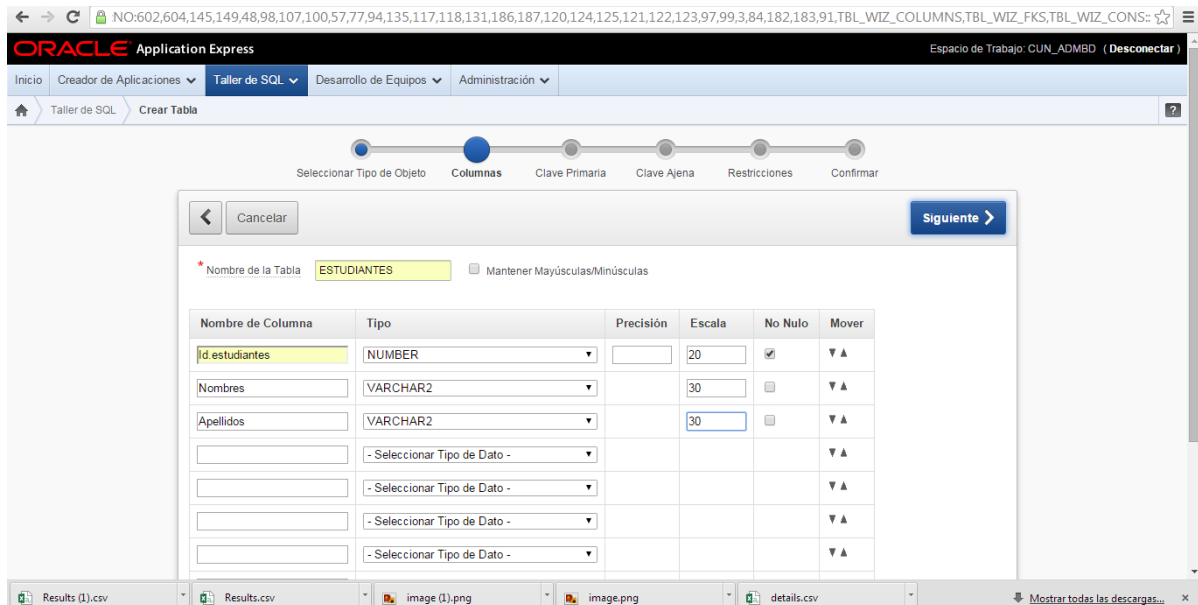 NO:602,604,145,149,48,98,107,100,57,77,94,135,117,118,131,186,187,120,124,125,121,122,123,97,99,3,84,182,183,91,TBL_WIZ_COLUMNS,TBL_WIZ_FKS,TBL_WIZ_CONS::
ORACLE Application Express
Espacio de Trabajo: CUN_ADMBD ( Desconectar )
Inicio Creador de Aplicaciones Taller de SQL Desarrollo de Equipos Administración
Taller de SQL Crear Tabla ?
Seleccionar Tipo de Objeto Columnas Clave Primaria Clave Ajena Restricciones Confirmar
Cancelar Siguiente
* Nombre de la Tabla ESTUDIANTES Mantener Mayúsculas/Minúsculas
Nombre de Columna Tipo Precisión Escala No Nulo Mover
Id.estudiantes NUMBER 20
Nombres VARCHAR2 30
Apellidos VARCHAR2 30
- Seleccionar Tipo de Dato -
- Seleccionar Tipo de Dato -
- Seleccionar Tipo de Dato -
- Seleccionar Tipo de Dato -
Results (1).csv Results.csv image (1).png image.png details.csv Mostrar todas las descargas... x